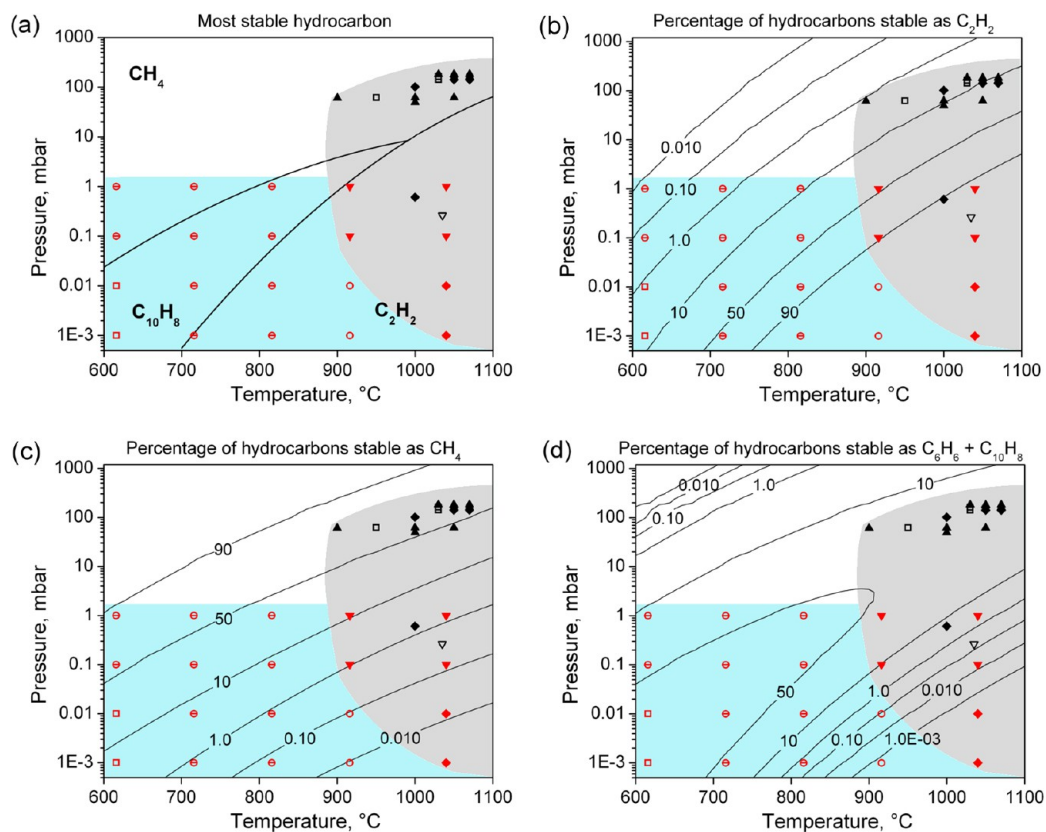 (a)
Most stable hydrocarbon
1000
100
10
1
0.1
0.01
1E-3
Pressure, mbar
CH4
C10H8
C2H2
600 700 800 900 1000 1100
Temperature, °C
(b)
Percentage of hydrocarbons stable as C2H2
1000
100
10
1
0.1
0.01
1E-3
Pressure, mbar
0.010
0.10
1.0
10
50
90
600 700 800 900 1000 1100
Temperature, °C
(c)
Percentage of hydrocarbons stable as CH4
1000
100
10
1
0.1
0.01
1E-3
Pressure, mbar
90
50
10
1.0
0.10
0.010
600 700 800 900 1000 1100
Temperature, °C
(d)
Percentage of hydrocarbons stable as C6H6 + C10H8
1000
100
10
1
0.1
0.01
1E-3
Pressure, mbar
0.010
0.10
1.0
10
50
10
1.0
0.10
0.010
1.0E-03
600 700 800 900 1000 1100
Temperature, °C